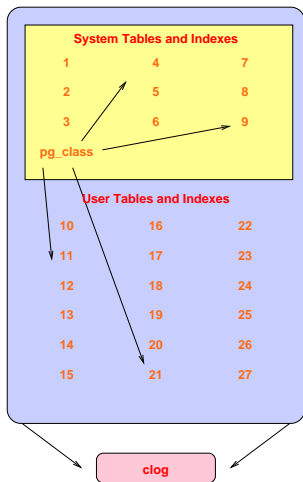 System Tables and Indexes
1 4 7
2 5 8
3 6 9
pg_class
User Tables and Indexes
10 16 22
11 17 23
12 18 24
13 19 25
14 20 26
15 21 27
clog